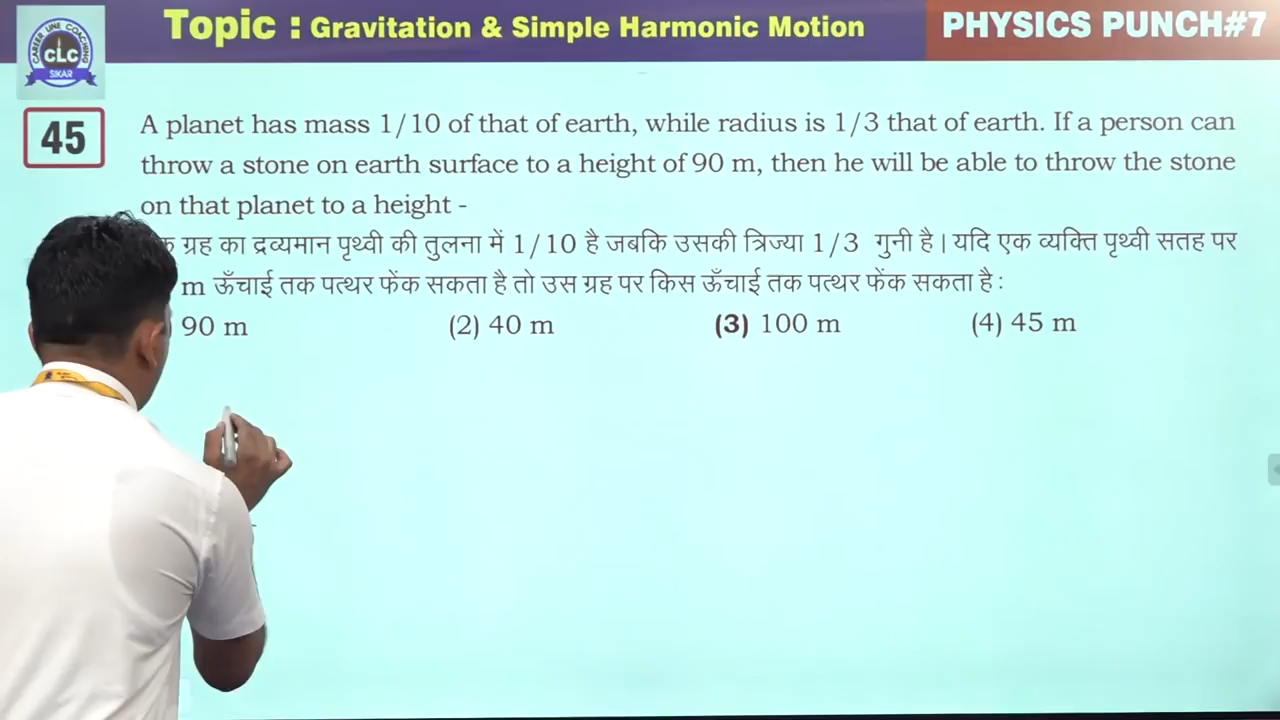 Topic : Gravitation & Simple Harmonic Motion
PHYSICS PUNCH#7
CAREER LINE COACHING
CLC
SIKAR
45
A planet has mass 1/10 of that of earth, while radius is 1/3 that of earth. If a person can
throw a stone on earth surface to a height of 90 m, then he will be able to throw the stone
on that planet to a height -
ग्रह का द्रव्यमान पृथ्वी की तुलना में 1/10 है जबकि उसकी त्रिज्या 1/3 गुनी है। यदि एक व्यक्ति पृथ्वी सतह पर
m ऊँचाई तक पत्थर फेंक सकता है तो उस ग्रह पर किस ऊँचाई तक पत्थर फेंक सकता है :
90 m (2) 40 m (3) 100 m (4) 45 m